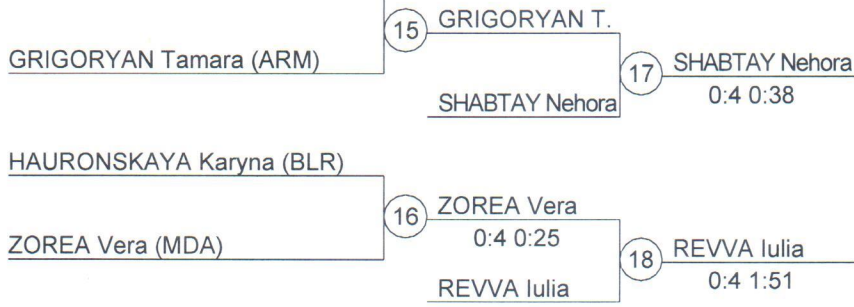 GRIGORYAN Tamara (ARM)
15
GRIGORYAN T.
SHABTAY Nehora
17
SHABTAY Nehora
0:4 0:38
HAURONSKAYA Karyna (BLR)
ZOREA Vera (MDA)
16
ZOREA Vera
0:4 0:25
REVVA Iulia
18
REVVA Iulia
0:4 1:51